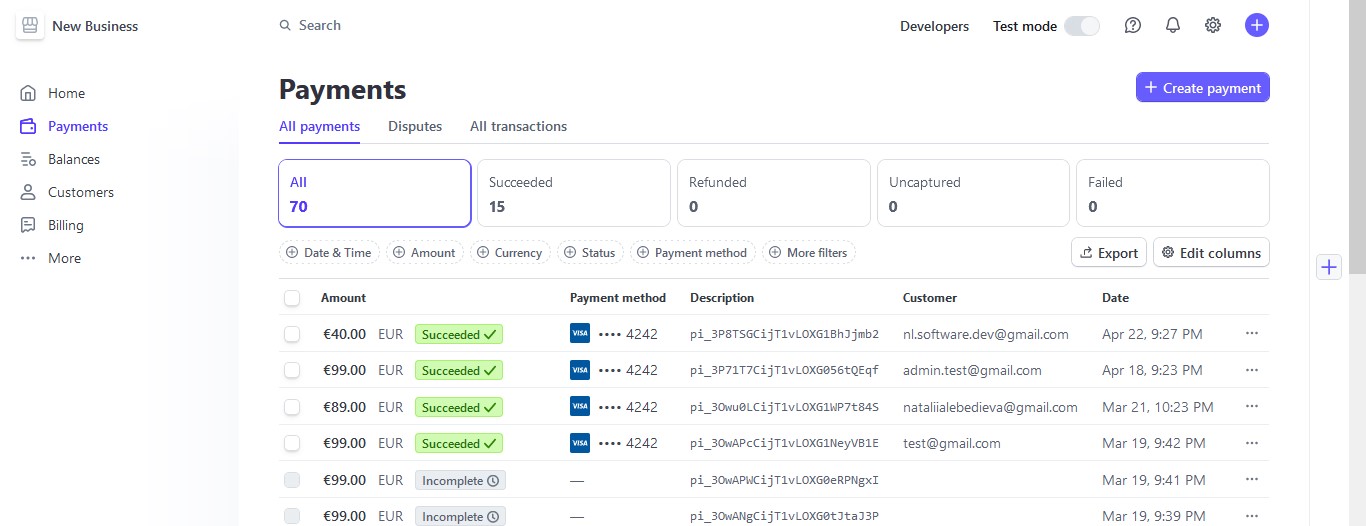 New Business
Search
Developers
Test mode
Home
Payments
Balances
Customers
Billing
More
Payments
Create payment
All payments Disputes All transactions
All
70
Succeeded
15
Refunded
0
Uncaptured
0
Failed
0
Date & Time Amount Currency Status Payment method More filters
Export Edit columns
Amount Payment method Description Customer Date
€40.00 EUR Succeeded VISA •••• 4242 pi_3P8TSGCijT1vLOXG1BhJjmb2 nl.software.dev@gmail.com Apr 22, 9:27 PM
€99.00 EUR Succeeded VISA •••• 4242 pi_3P71T7CijT1vLOXG056tQEqf admin.test@gmail.com Apr 18, 9:23 PM
€89.00 EUR Succeeded VISA •••• 4242 pi_3Owu0LCijT1vLOXG1WP7t84S nataliialebedieva@gmail.com Mar 21, 10:23 PM
€99.00 EUR Succeeded VISA •••• 4242 pi_3OwAPcCijT1vLOXG1NeyVB1E test@gmail.com Mar 19, 9:42 PM
€99.00 EUR Incomplete — pi_3OwAPWCijT1vLOXG0eRPNgxI Mar 19, 9:41 PM
€99.00 EUR Incomplete — pi_3OwANgCijT1vLOXG0tJtaJ3P Mar 19, 9:39 PM